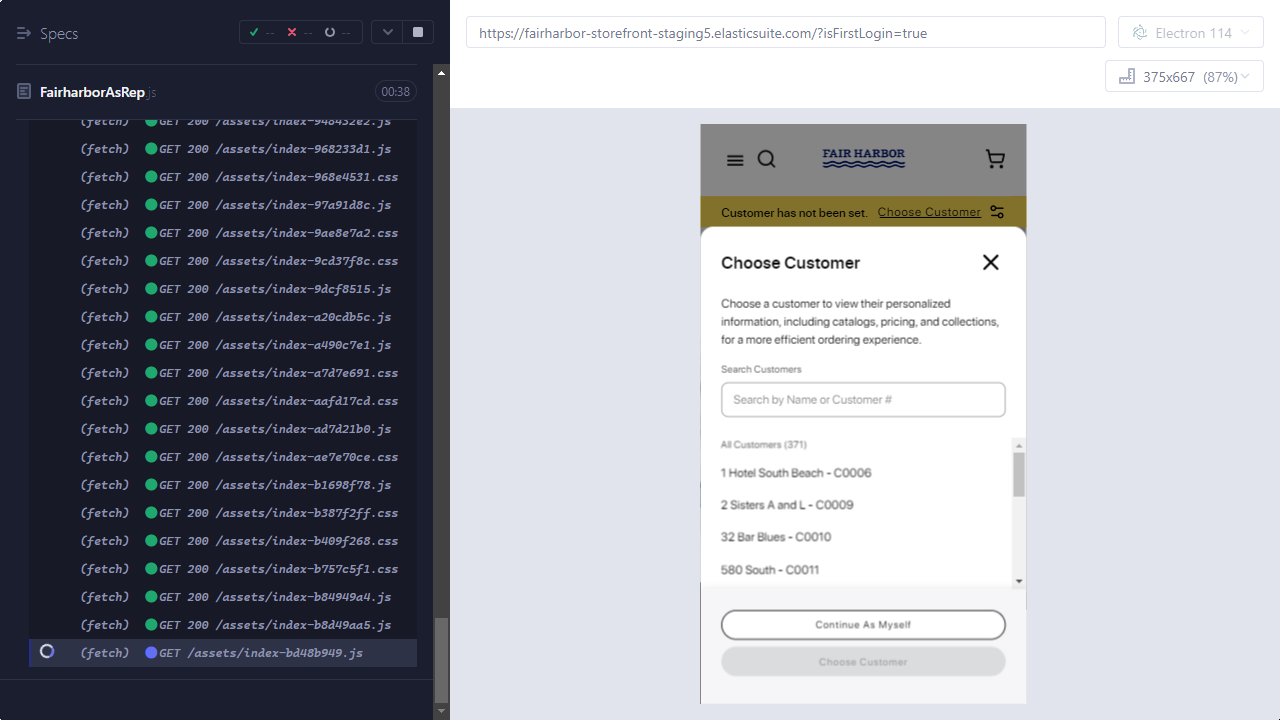 Specs
--
--
--
FairharborAsRep.js
00:38
(fetch) GET 200 /assets/index-948432e2.js
(fetch) GET 200 /assets/index-968233d1.js
(fetch) GET 200 /assets/index-968e4531.css
(fetch) GET 200 /assets/index-97a91d8c.js
(fetch) GET 200 /assets/index-9ae8e7a2.css
(fetch) GET 200 /assets/index-9cd37f8c.css
(fetch) GET 200 /assets/index-9dcf8515.js
(fetch) GET 200 /assets/index-a20cdb5c.js
(fetch) GET 200 /assets/index-a490c7e1.js
(fetch) GET 200 /assets/index-a7d7e691.css
(fetch) GET 200 /assets/index-aafd17cd.css
(fetch) GET 200 /assets/index-ad7d21b0.js
(fetch) GET 200 /assets/index-ae7e70ce.css
(fetch) GET 200 /assets/index-b1698f78.js
(fetch) GET 200 /assets/index-b387f2ff.css
(fetch) GET 200 /assets/index-b409f268.css
(fetch) GET 200 /assets/index-b757c5f1.css
(fetch) GET 200 /assets/index-b84949a4.js
(fetch) GET 200 /assets/index-b8d49aa5.js
(fetch) GET /assets/index-bd48b949.js
https://fairharbor-storefront-staging5.elasticsuite.com/?isFirstLogin=true
Electron 114
375x667 (87%)
FAIR HARBOR
Customer has not been set. Choose Customer
Choose Customer
Choose a customer to view their personalized
information, including catalogs, pricing, and collections,
for a more efficient ordering experience.
Search Customers
Search by Name or Customer #
All Customers (371)
1 Hotel South Beach - C0006
2 Sisters A and L - C0009
32 Bar Blues - C0010
580 South - C0011
Continue As Myself
Choose Customer